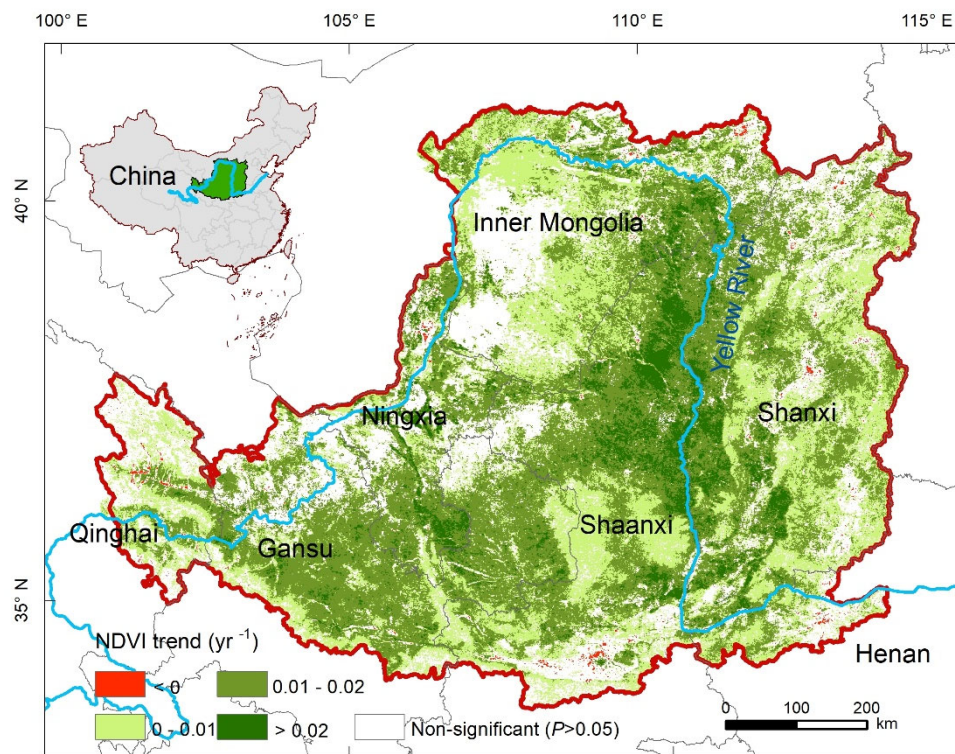 100° E 105° E 110° E 115° E
40° N
China
Inner Mongolia
Yellow River
Ningxia
Shanxi
Qinghai
Gansu
Shaanxi
35° N
NDVI trend (yr ⁻¹)
Henan
< 0 0.01 - 0.02
0 - 0.01 > 0.02 Non-significant (P>0.05)
0 100 200
km